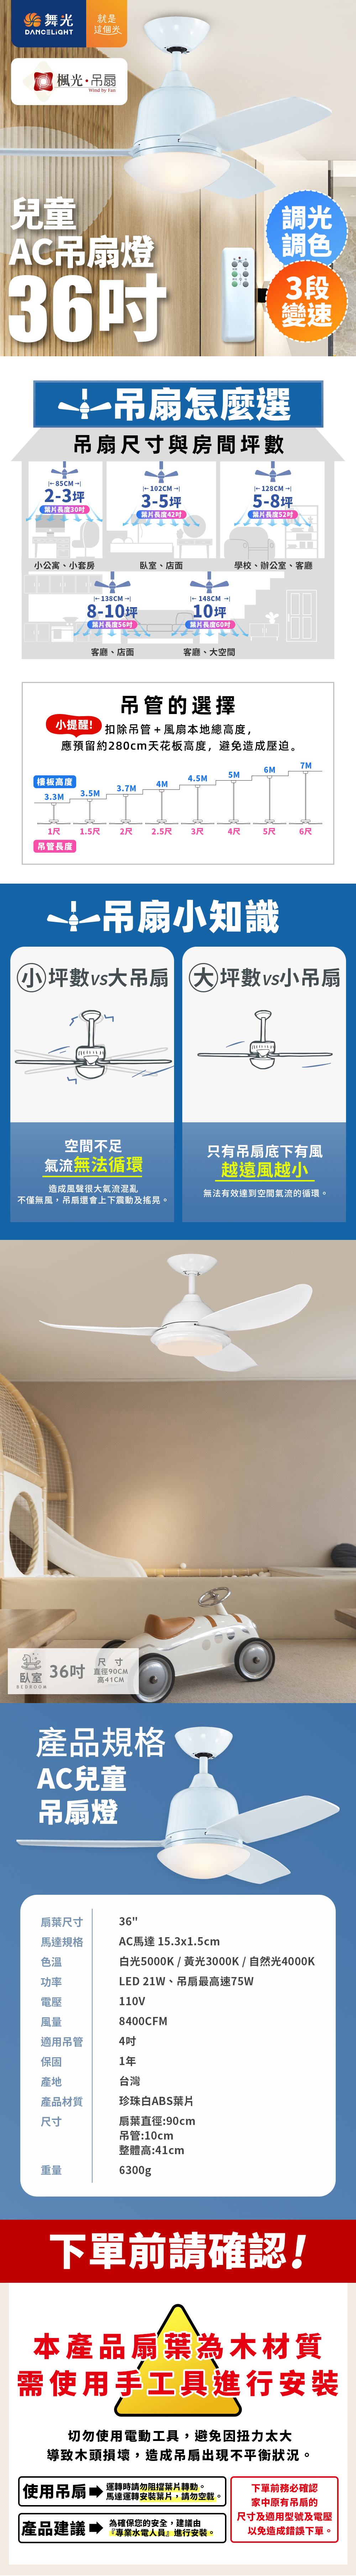 舞光
DANCELIGHT
就是
這個光
楓光·吊扇
Wind by Fan
兒童
AC吊扇燈
36吋
調光
調色
3段
變速
吊扇怎麼選
吊扇尺寸與房間坪數
85CM
2-3坪
葉片長度30吋
小公寓、小套房
102CM
3-5坪
葉片長度42吋
臥室、店面
128CM
5-8坪
葉片長度52吋
學校、辦公室、客廳
138CM
8-10坪
葉片長度56吋
客廳、店面
148CM
10坪
葉片長度60吋
客廳、大空間
吊管的選擇
小提醒!
扣除吊管+風扇本地總高度，
應預留約280cm天花板高度，避免造成壓迫。
樓板高度
3.3M 3.5M 3.7M 4M 4.5M 5M 6M 7M
1尺 1.5尺 2尺 2.5尺 3尺 4尺 5尺 6尺
吊管長度
吊扇小知識
小坪數vs大吊扇
空間不足
氣流無法循環
造成風聲很大氣流混亂
不僅無風，吊扇還會上下震動及搖晃。
大坪數vs小吊扇
只有吊扇底下有風
越遠風越小
無法有效達到空間氣流的循環。
臥室
BEDROOM
36吋
尺寸
直徑90CM
高41CM
產品規格
AC兒童
吊扇燈
扇葉尺寸 36"
馬達規格 AC馬達 15.3x1.5cm
色溫 白光5000K / 黃光3000K / 自然光4000K
功率 LED 21W、吊扇最高速75W
電壓 110V
風量 8400CFM
適用吊管 4吋
保固 1年
產地 台灣
產品材質 珍珠白ABS葉片
尺寸 扇葉直徑:90cm
吊管:10cm
整體高:41cm
重量 6300g
下單前請確認!
本產品扇葉為木材質
需使用手工具進行安裝
切勿使用電動工具，避免因扭力太大
導致木頭損壞，造成吊扇出現不平衡狀況。
使用吊扇
運轉時請勿阻擋葉片轉動。
馬達運轉安裝葉片，請勿空載。
產品建議
為確保您的安全，建議由
『專業水電人員』進行安裝。
下單前務必確認
家中原有吊扇的
尺寸及適用型號及電壓
以免造成錯誤下單。